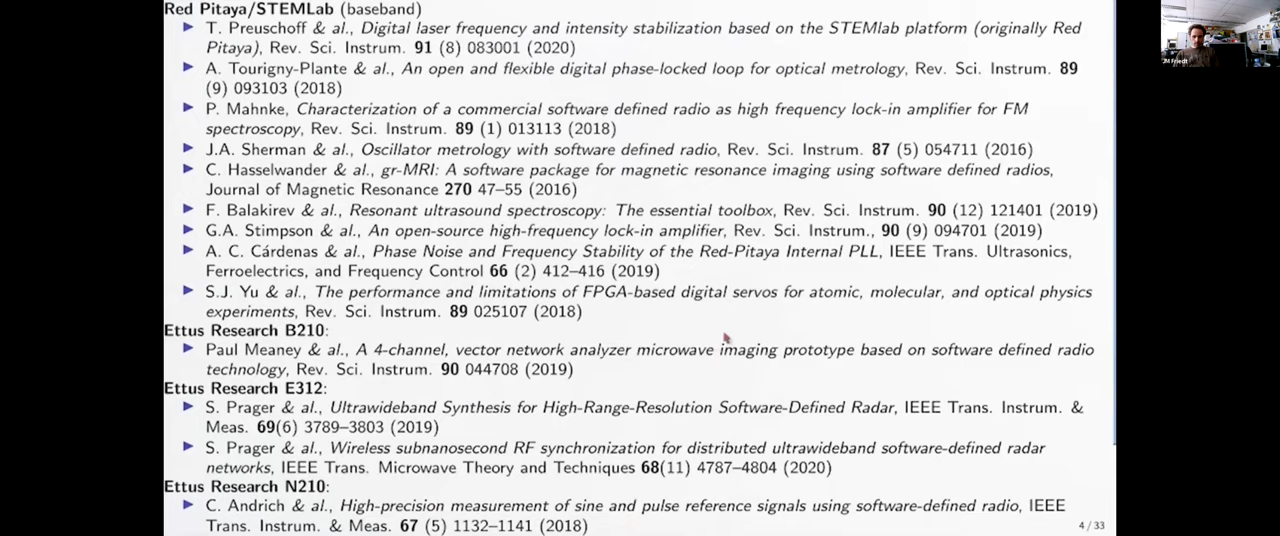 Red Pitaya/STEMLab (baseband)
▶ T. Preuschoff & al., Digital laser frequency and intensity stabilization based on the STEMlab platform (originally Red
Pitaya), Rev. Sci. Instrum. 91 (8) 083001 (2020)
▶ A. Tourigny-Plante & al., An open and flexible digital phase-locked loop for optical metrology, Rev. Sci. Instrum. 89
(9) 093103 (2018)
▶ P. Mahnke, Characterization of a commercial software defined radio as high frequency lock-in amplifier for FM
spectroscopy, Rev. Sci. Instrum. 89 (1) 013113 (2018)
▶ J.A. Sherman & al., Oscillator metrology with software defined radio, Rev. Sci. Instrum. 87 (5) 054711 (2016)
▶ C. Hasselwander & al., gr-MRI: A software package for magnetic resonance imaging using software defined radios,
Journal of Magnetic Resonance 270 47–55 (2016)
▶ F. Balakirev & al., Resonant ultrasound spectroscopy: The essential toolbox, Rev. Sci. Instrum. 90 (12) 121401 (2019)
▶ G.A. Stimpson & al., An open-source high-frequency lock-in amplifier, Rev. Sci. Instrum., 90 (9) 094701 (2019)
▶ A. C. Cárdenas & al., Phase Noise and Frequency Stability of the Red-Pitaya Internal PLL, IEEE Trans. Ultrasonics,
Ferroelectrics, and Frequency Control 66 (2) 412–416 (2019)
▶ S.J. Yu & al., The performance and limitations of FPGA-based digital servos for atomic, molecular, and optical physics
experiments, Rev. Sci. Instrum. 89 025107 (2018)
Ettus Research B210:
▶ Paul Meaney & al., A 4-channel, vector network analyzer microwave imaging prototype based on software defined radio
technology, Rev. Sci. Instrum. 90 044708 (2019)
Ettus Research E312:
▶ S. Prager & al., Ultrawideband Synthesis for High-Range-Resolution Software-Defined Radar, IEEE Trans. Instrum. &
Meas. 69(6) 3789–3803 (2019)
▶ S. Prager & al., Wireless subnanosecond RF synchronization for distributed ultrawideband software-defined radar
networks, IEEE Trans. Microwave Theory and Techniques 68(11) 4787–4804 (2020)
Ettus Research N210:
▶ C. Andrich & al., High-precision measurement of sine and pulse reference signals using software-defined radio, IEEE
Trans. Instrum. & Meas. 67 (5) 1132–1141 (2018)
4 / 33
JM Friedt